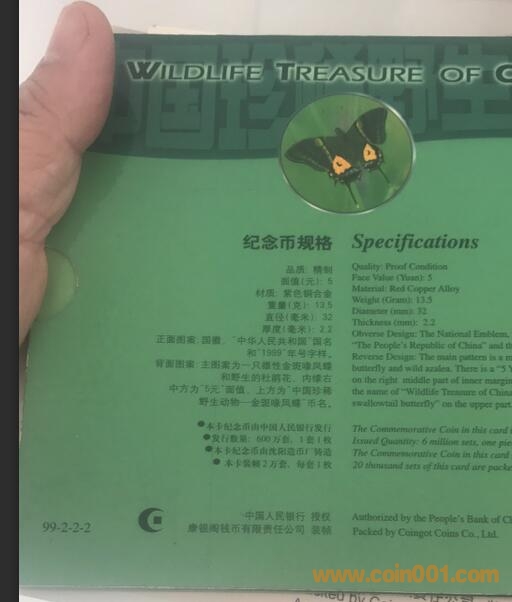 WILDLIFE TREASURE OF C
国珍稀野生
纪念币规格
品质: 精制
面值(元): 5
材质: 紫色铜合金
重量(克): 13.5
直径(毫米): 32
厚度(毫米): 2.2
正面图案: 国徽、“中华人民共和国”国名
和“1999”年号字样。
背面图案: 主图案为一只雄性金斑喙凤蝶
和野生的杜鹃花, 内缘右
中方为“5元”面值, 上方为“中国珍稀
野生动物—金斑喙凤蝶”币名。
●本卡纪念币由中国人民银行发行
●发行数量: 600万套, 1套1枚
●本卡纪念币由沈阳造币厂铸造
●本卡装帧2万套, 每套1枚
Specifications
Quality: Proof Condition
Face Value (Yuan): 5
Material: Red Copper Alloy
Weight (Gram): 13.5
Diameter (mm): 32
Thickness (mm): 2.2
Obverse Design: The National Emblem,
"The People's Republic of China" and th
Reverse Design: The main pattern is a m
butterfly and wild azalea. There is a "5 Y
on the right middle part of inner margin
the name of "Wildlife Treasure of China
swallowtail butterfly" on the upper part.
The Commemorative Coin in this card i
Issued Quantity: 6 million sets, one piec
The Commemorative Coin in this card
20 thousand sets of this card are packe
99-2-2-2
中国人民银行 授权
康银阁钱币有限责任公司 装帧
Authorized by the People's Bank of C
Packed by Coingot Coins Co., Ltd.
www.coin001.com